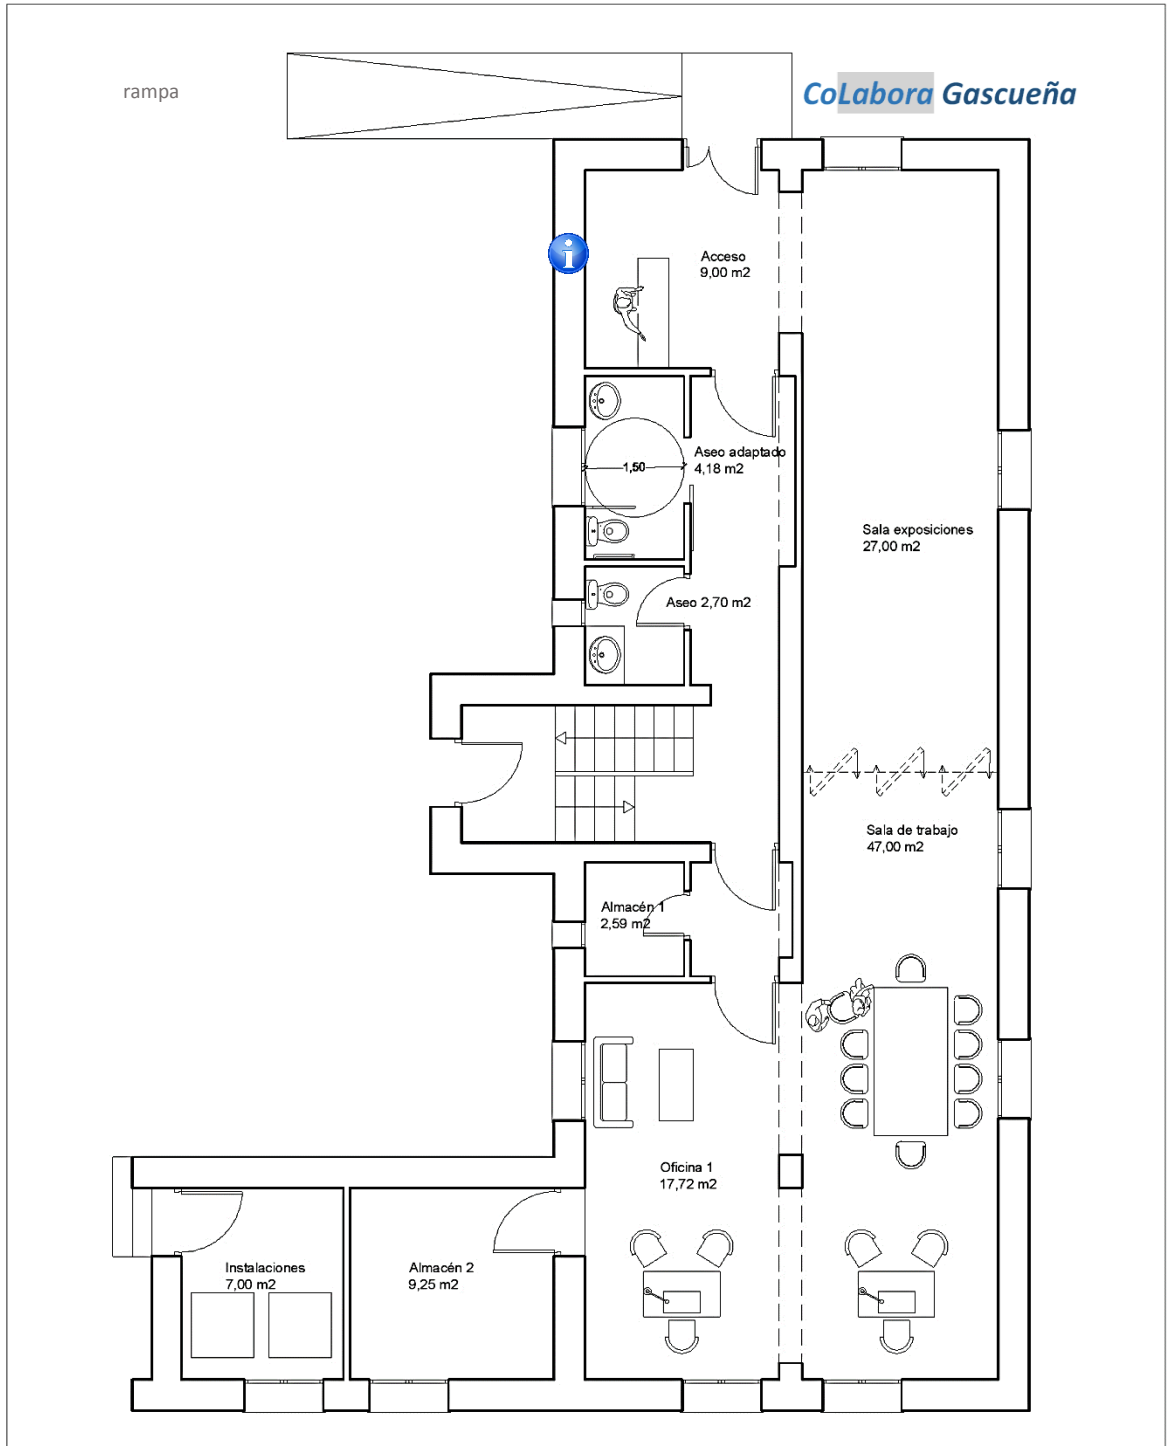 rampa
CoLabora Gascueña
i
Acceso
9,00 m2
Aseo adaptado
4,18 m2
1,50
Sala exposiciones
27,00 m2
Aseo 2,70 m2
Sala de trabajo
47,00 m2
Almacén 1
2,59 m2
Oficina 1
17,72 m2
Instalaciones
7,00 m2
Almacén 2
9,25 m2